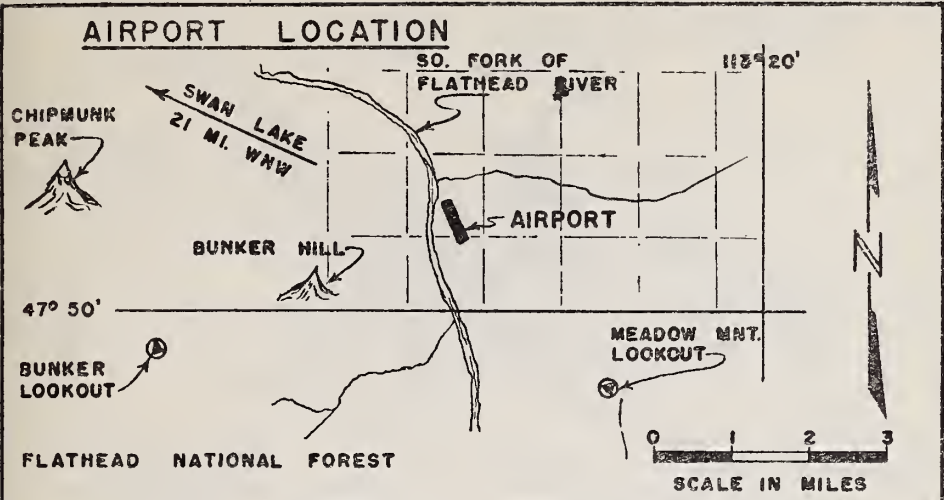 AIRPORT LOCATION
SO. FORK OF
FLATHEAD RIVER
113° 20'
CHIPMUNK
PEAK
SWAN LAKE
21 MI. WNW
AIRPORT
BUNKER HILL
N
47° 50'
MEADOW MNT.
LOOKOUT
BUNKER
LOOKOUT
0 1 2 3
FLATHEAD NATIONAL FOREST
SCALE IN MILES